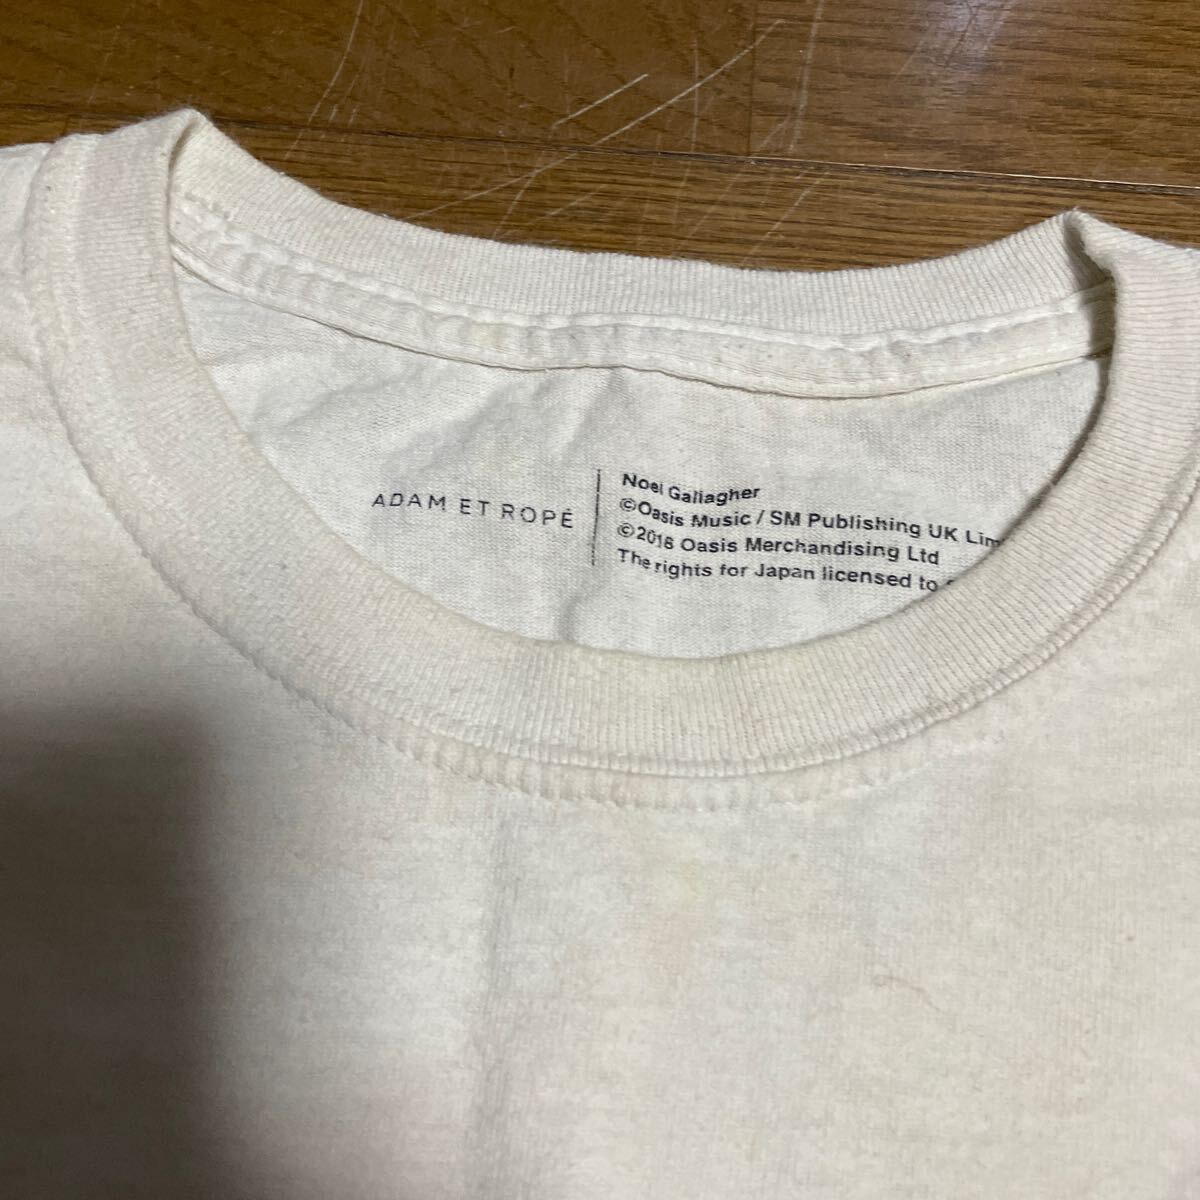 ADAM ET ROPÉ
Noel Gallagher
©Oasis Music / SM Publishing UK
©2018 Oasis Merchandising Ltd
The rights for Japan licensed to